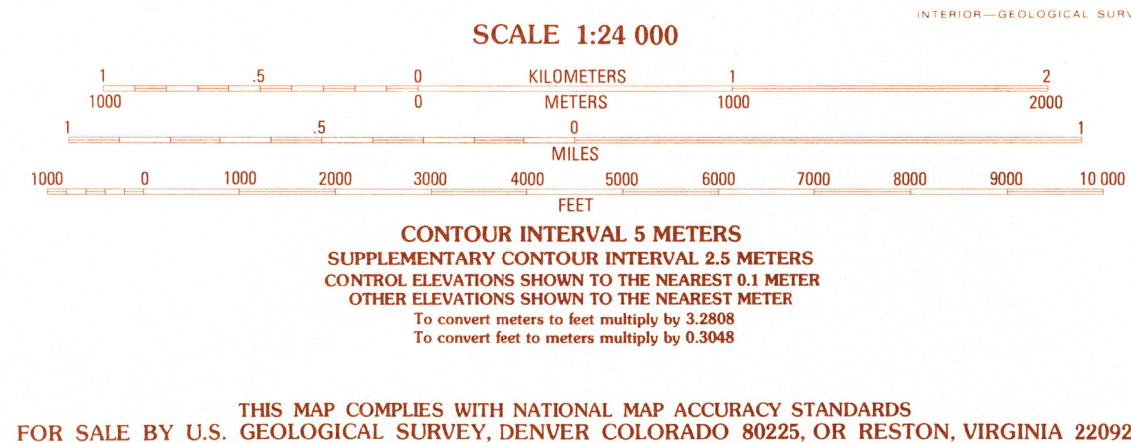 INTERIOR—GEOLOGICAL SURV
SCALE 1:24 000
1 .5 0 KILOMETERS 1 2
1000 0 METERS 1000 2000
1 .5 0 1
MILES
1000 0 1000 2000 3000 4000 5000 6000 7000 8000 9000 10 000
FEET
CONTOUR INTERVAL 5 METERS
SUPPLEMENTARY CONTOUR INTERVAL 2.5 METERS
CONTROL ELEVATIONS SHOWN TO THE NEAREST 0.1 METER
OTHER ELEVATIONS SHOWN TO THE NEAREST METER
To convert meters to feet multiply by 3.2808
To convert feet to meters multiply by 0.3048
THIS MAP COMPLIES WITH NATIONAL MAP ACCURACY STANDARDS
FOR SALE BY U.S. GEOLOGICAL SURVEY, DENVER COLORADO 80225, OR RESTON, VIRGINIA 22092